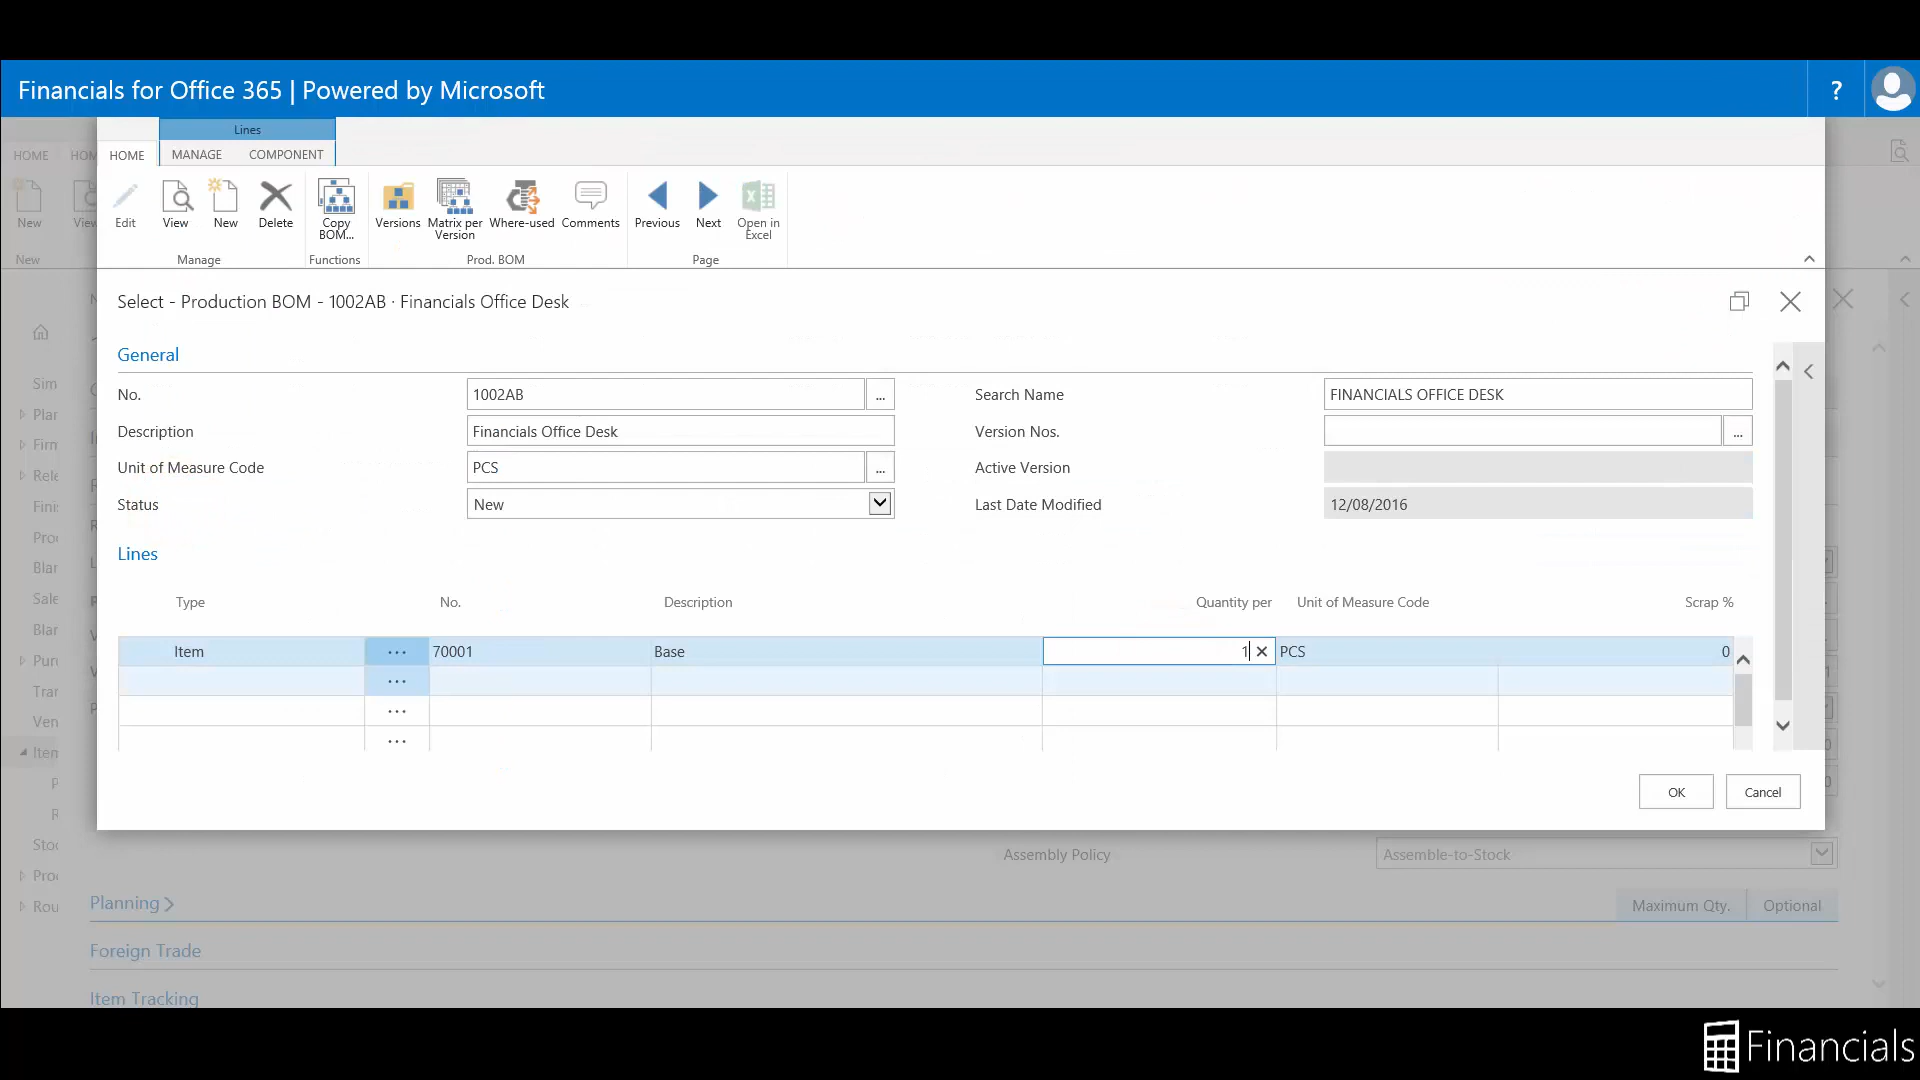 Financials for Office 365 | Powered by Microsoft
?
Lines
HOME
HOME
MANAGE
COMPONENT
New
View
Edit
View
New
Delete
Copy
BOM...
Versions
Matrix per
Version
Where-used
Comments
Previous
Next
Open in
Excel
New
Manage
Functions
Prod. BOM
Page
Select - Production BOM - 1002AB · Financials Office Desk
General
No.
1002AB
...
Search Name
FINANCIALS OFFICE DESK
Description
Financials Office Desk
Version Nos.
...
Unit of Measure Code
PCS
...
Active Version
Status
New
Last Date Modified
12/08/2016
Lines
Type
No.
Description
Quantity per
Unit of Measure Code
Scrap %
Item
...
70001
Base
1
PCS
0
...
...
...
OK
Cancel
Assembly Policy
Assemble-to-Stock
Planning
Maximum Qty.
Optional
Foreign Trade
Item Tracking
Financials